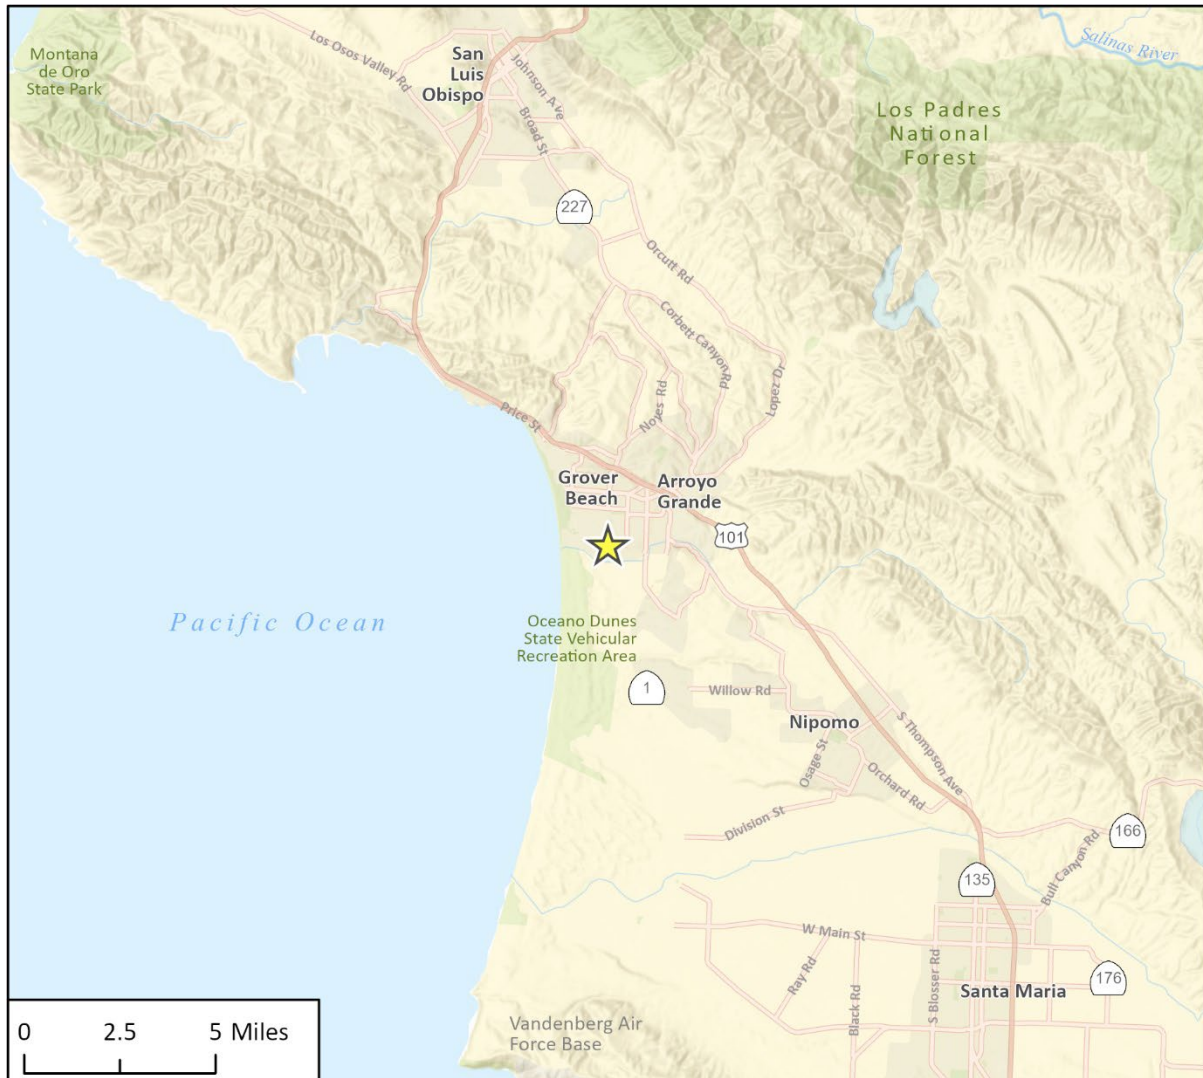 Montana
de Oro
State Park
Los Osos Valley Rd
San
Luis
Obispo
Johnson Ave
Broad St
Salinas River
Los Padres
National
Forest
227
Orcutt Rd
Corbett Canyon Rd
Lopez Dr
Noyes Rd
Price St
Grover
Beach
Arroyo
Grande
101
Pacific Ocean
Oceano Dunes
State Vehicular
Recreation Area
1
Willow Rd
Nipomo
S Thompson Ave
Osage St
Orchard Rd
Division St
166
Bull Canyon Rd
135
W Main St
Ray Rd
Black Rd
S Blosser Rd
176
Santa Maria
Vandenberg Air
Force Base
0 2.5 5 Miles